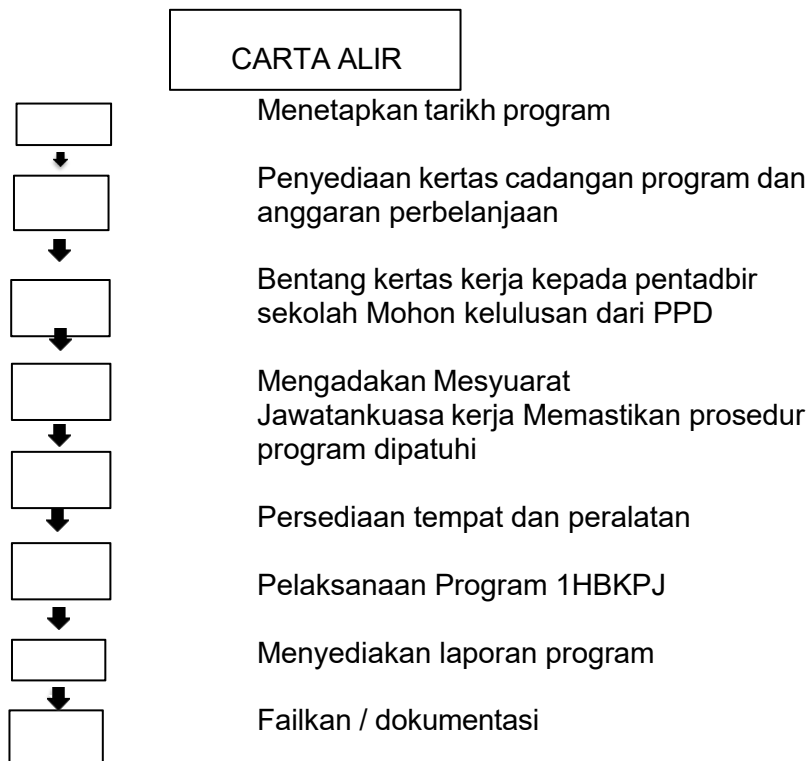 CARTA ALIR
Menetapkan tarikh program
Penyediaan kertas cadangan program dan
anggaran perbelanjaan
Bentang kertas kerja kepada pentadbir
sekolah Mohon kelulusan dari PPD
Mengadakan Mesyuarat
Jawatankuasa kerja Memastikan prosedur
program dipatuhi
Persediaan tempat dan peralatan
Pelaksanaan Program 1HBKPJ
Menyediakan laporan program
Failkan / dokumentasi